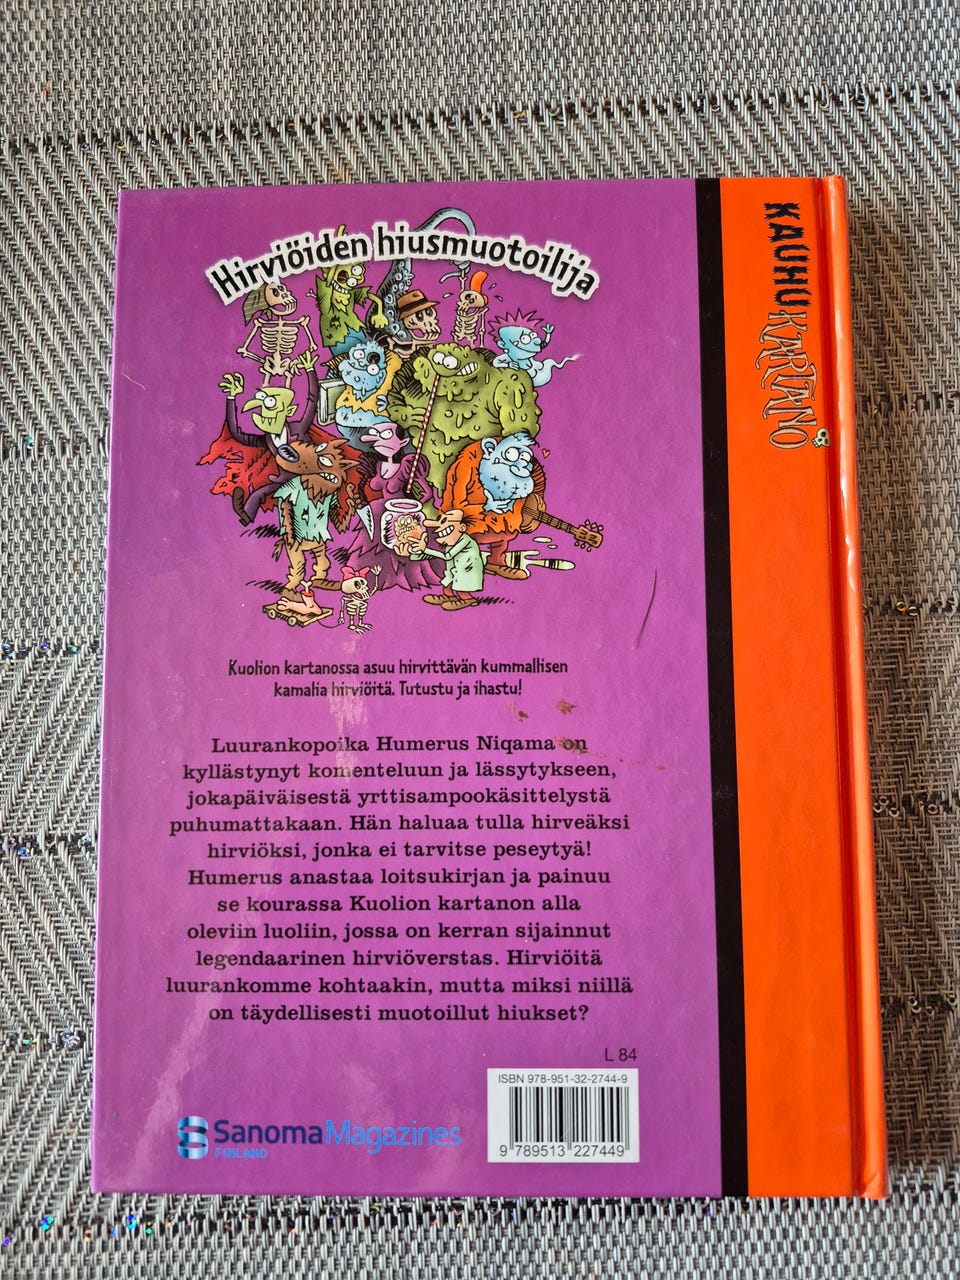 Hirviöiden hiusmuotoilija
KAUHU
KARTANO
Kuolion kartanossa asuu hirvittävän kummallisen
kamalia hirviöitä. Tutustu ja ihastu!
Luurankopoika Humerus Niqama on
kyllästynyt komenteluun ja lässytykseen,
jokapäiväisestä yrttisampookäsittelystä
puhumattakaan. Hän haluaa tulla hirveäksi
hirviöksi, jonka ei tarvitse peseytyä!
Humerus anastaa loitsukirjan ja painuu
se kourassa Kuolion kartanon alla
oleviin luoliin, jossa on kerran sijainnut
legendaarinen hirviöverstas. Hirviöitä
luurankomme kohtaakin, mutta miksi niillä
on täydellisesti muotoillut hiukset?
L 84
ISBN 978-951-32-2744-9
9 789513 227449
SanomaMagazines
FINLAND